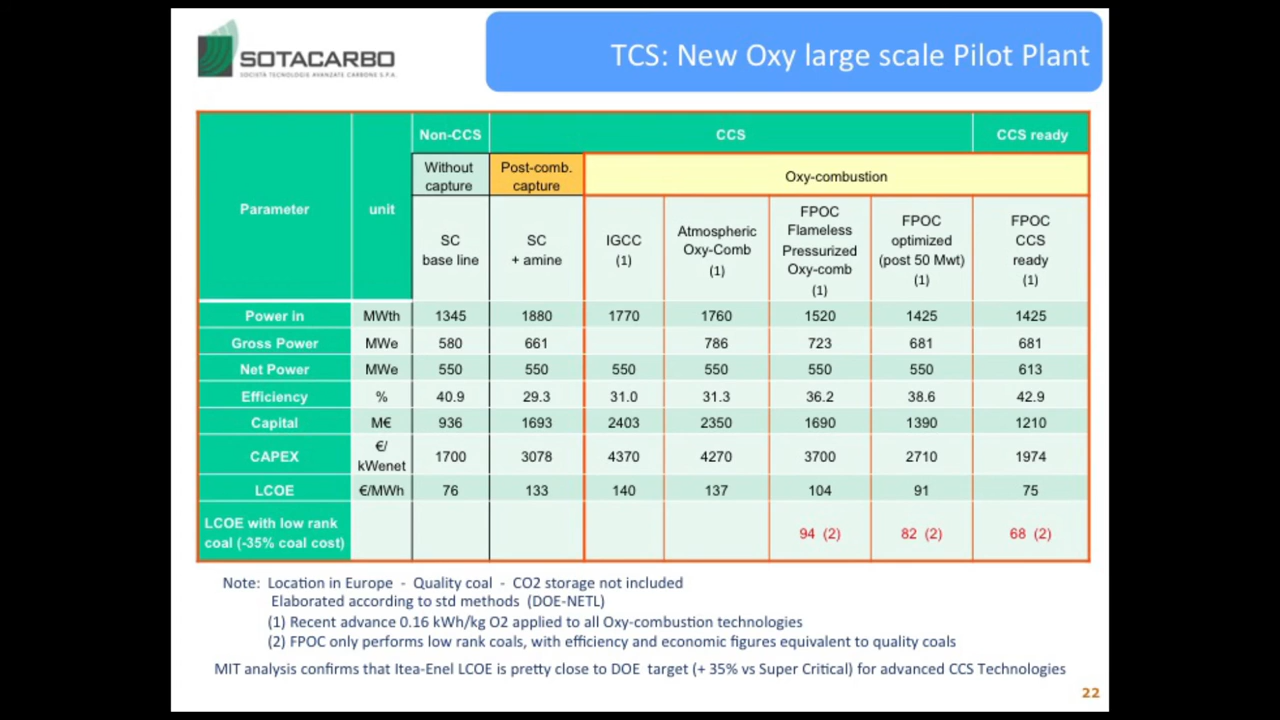 SOTACARBO
SOCIETÀ TECNOLOGIE AVANZATE CARBONE S.P.A.
TCS: New Oxy large scale Pilot Plant
Parameter unit Non-CCS CCS CCS ready
Without capture Post-comb. capture Oxy-combustion
SC base line SC + amine IGCC (1) Atmospheric Oxy-Comb (1) FPOC Flameless Pressurized Oxy-comb (1) FPOC optimized (post 50 Mwt) (1) FPOC CCS ready (1)
Power in MWth 1345 1880 1770 1760 1520 1425 1425
Gross Power MWe 580 661 786 723 681 681
Net Power MWe 550 550 550 550 550 550 613
Efficiency % 40.9 29.3 31.0 31.3 36.2 38.6 42.9
Capital M€ 936 1693 2403 2350 1690 1390 1210
CAPEX €/kWenet 1700 3078 4370 4270 3700 2710 1974
LCOE €/MWh 76 133 140 137 104 91 75
LCOE with low rank coal (-35% coal cost) 94 (2) 82 (2) 68 (2)
Note: Location in Europe - Quality coal - CO2 storage not included
Elaborated according to std methods (DOE-NETL)
(1) Recent advance 0.16 kWh/kg O2 applied to all Oxy-combustion technologies
(2) FPOC only performs low rank coals, with efficiency and economic figures equivalent to quality coals
MIT analysis confirms that Itea-Enel LCOE is pretty close to DOE target (+ 35% vs Super Critical) for advanced CCS Technologies
22